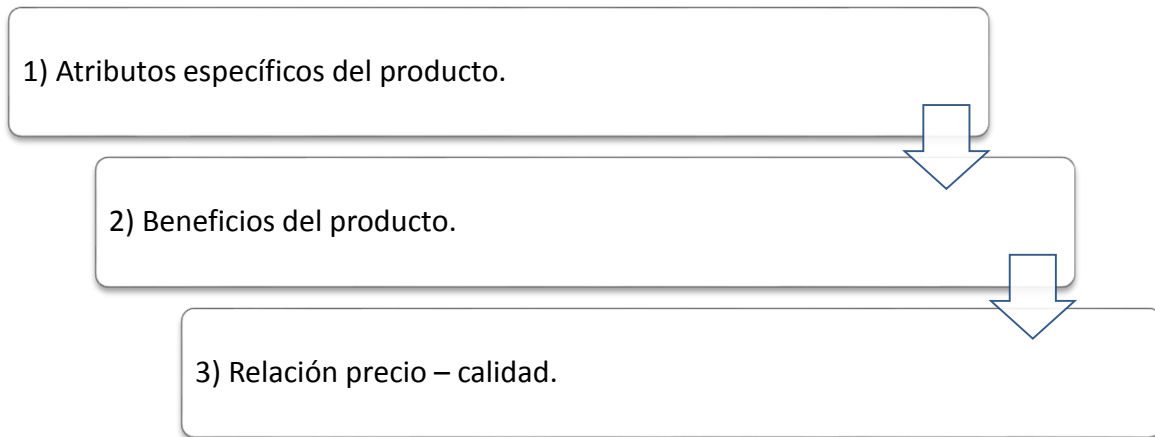 1) Atributos específicos del producto.
2) Beneficios del producto.
3) Relación precio – calidad.